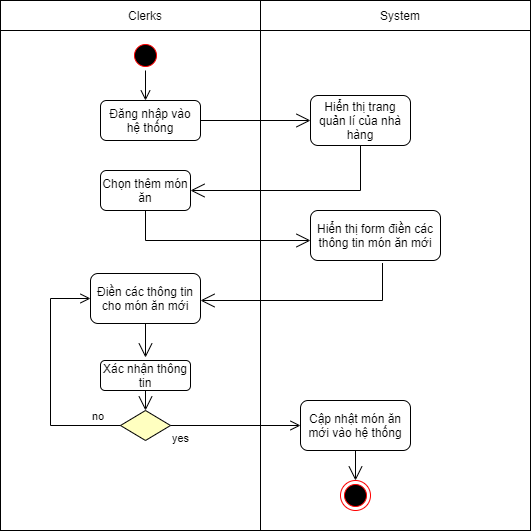 Clerks
System
Đăng nhập vào
hệ thống
Hiển thị trang
quản lí của nhà
hàng
Chọn thêm món
ăn
Hiển thị form điền các
thông tin món ăn mới
Điền các thông tin
cho món ăn mới
Xác nhận thông
tin
no
yes
Cập nhật món ăn
mới vào hệ thống